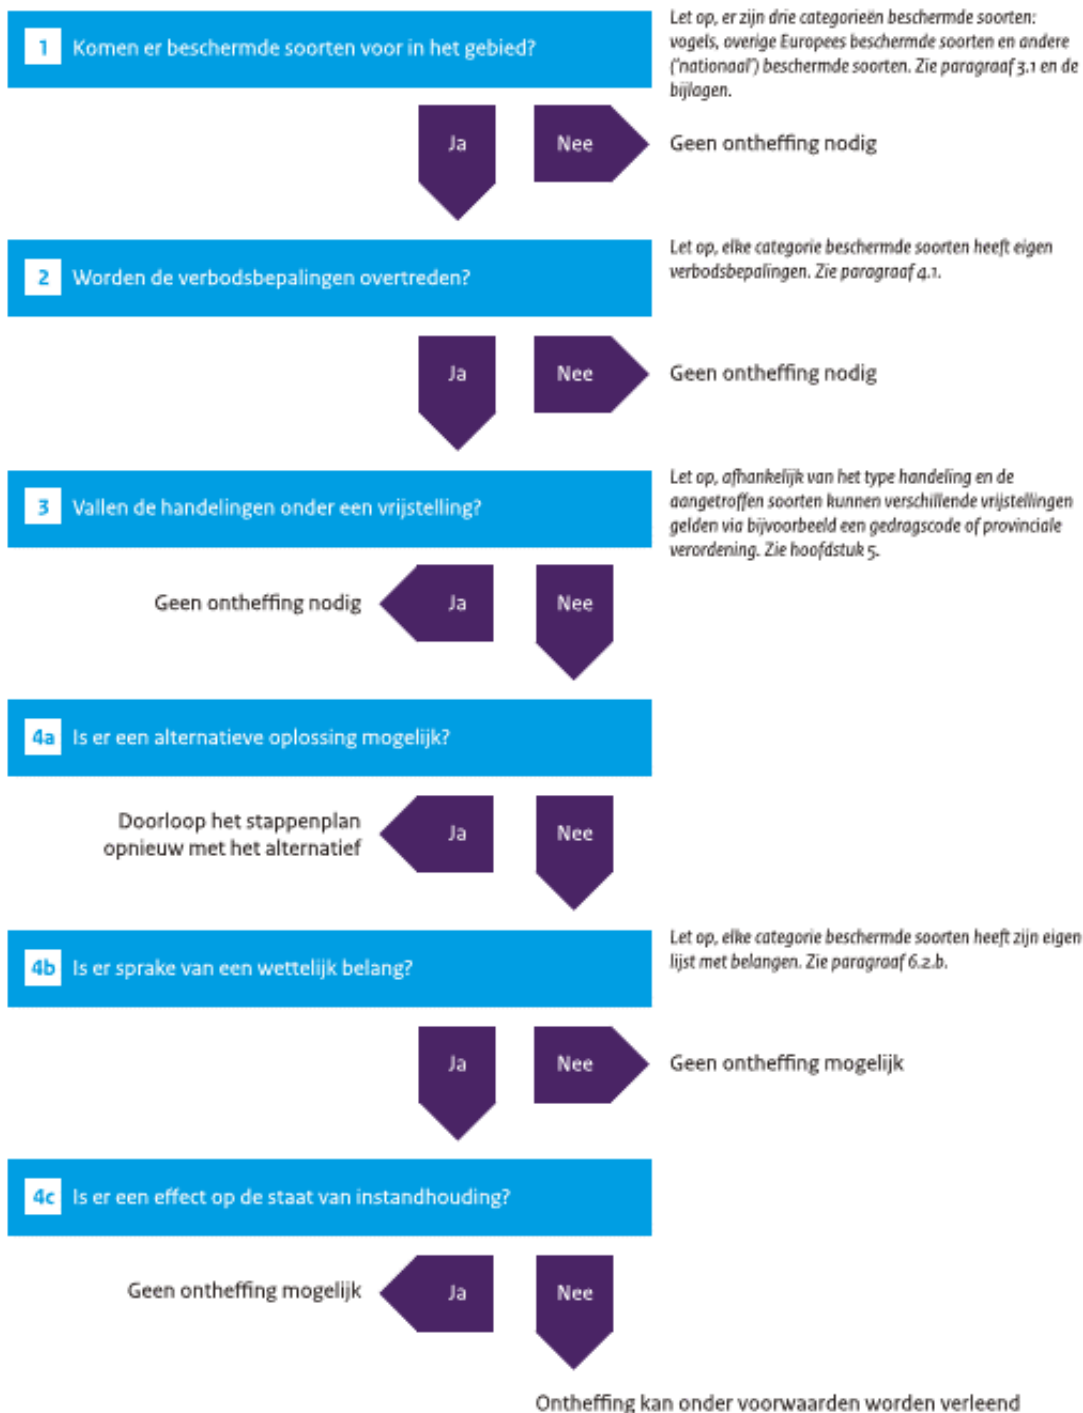 1 Komen er beschermde soorten voor in het gebied?
Let op, er zijn drie categorieën beschermde soorten:
vogels, overige Europees beschermde soorten en andere
('nationaal') beschermde soorten. Zie paragraaf 3.1 en de
bijlagen.
Ja
Nee
Geen ontheffing nodig
2 Worden de verbodsbepalingen overtreden?
Let op, elke categorie beschermde soorten heeft eigen
verbodsbepalingen. Zie paragraaf 4.1.
Ja
Nee
Geen ontheffing nodig
3 Vallen de handelingen onder een vrijstelling?
Let op, afhankelijk van het type handeling en de
aangetroffen soorten kunnen verschillende vrijstellingen
gelden via bijvoorbeeld een gedragscode of provinciale
verordening. Zie hoofdstuk 5.
Geen ontheffing nodig
Ja
Nee
4a Is er een alternatieve oplossing mogelijk?
Doorloop het stappenplan
opnieuw met het alternatief
Ja
Nee
4b Is er sprake van een wettelijk belang?
Let op, elke categorie beschermde soorten heeft zijn eigen
lijst met belangen. Zie paragraaf 6.2.b.
Ja
Nee
Geen ontheffing mogelijk
4c Is er een effect op de staat van instandhouding?
Geen ontheffing mogelijk
Ja
Nee
Ontheffing kan onder voorwaarden worden verleend